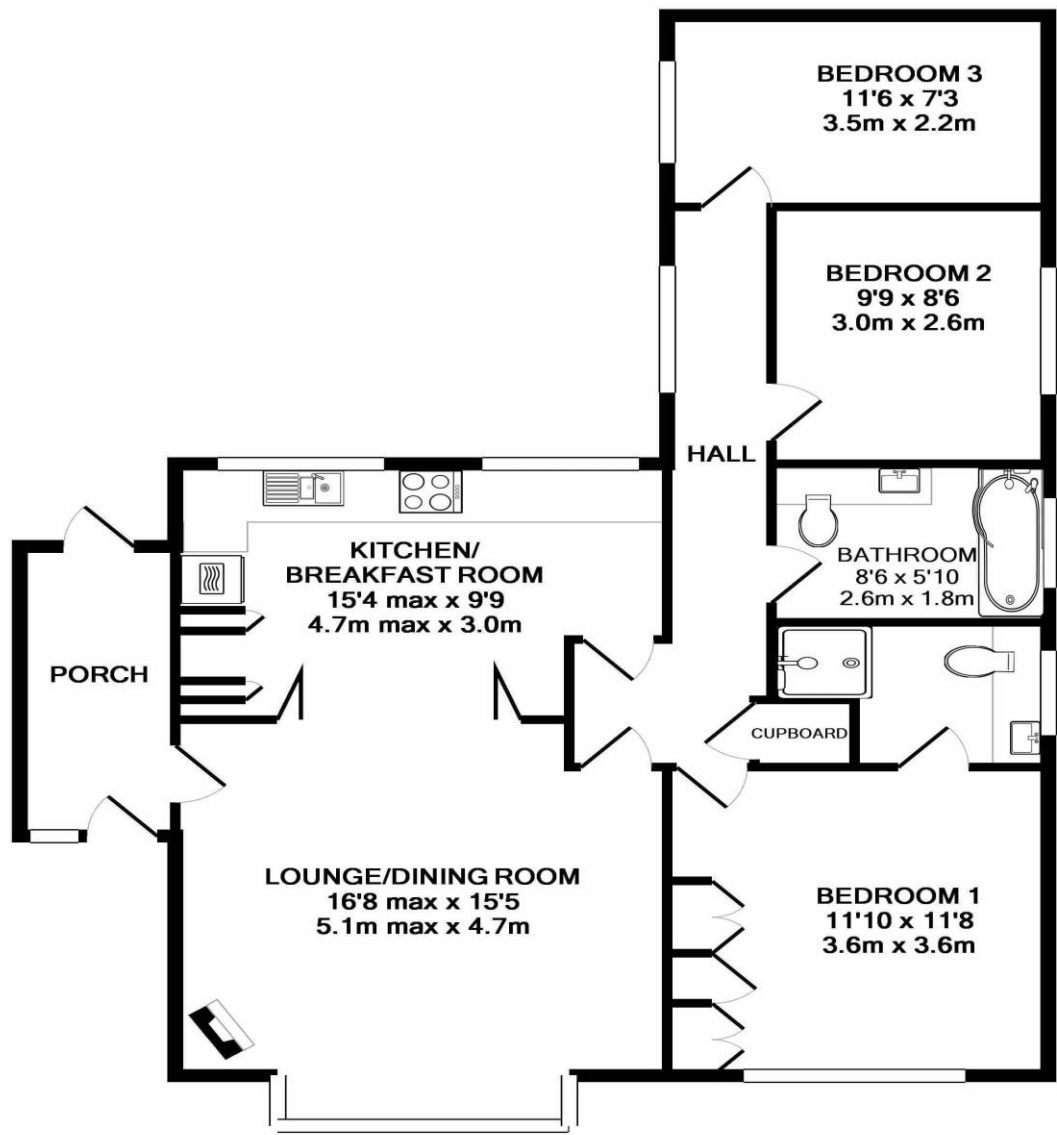 BEDROOM 3
11'6 x 7'3
3.5m x 2.2m
BEDROOM 2
9'9 x 8'6
3.0m x 2.6m
HALL
KITCHEN/
BREAKFAST ROOM
15'4 max x 9'9
4.7m max x 3.0m
BATHROOM
8'6 x 5'10
2.6m x 1.8m
PORCH
CUPBOARD
LOUNGE/DINING ROOM
16'8 max x 15'5
5.1m max x 4.7m
BEDROOM 1
11'10 x 11'8
3.6m x 3.6m